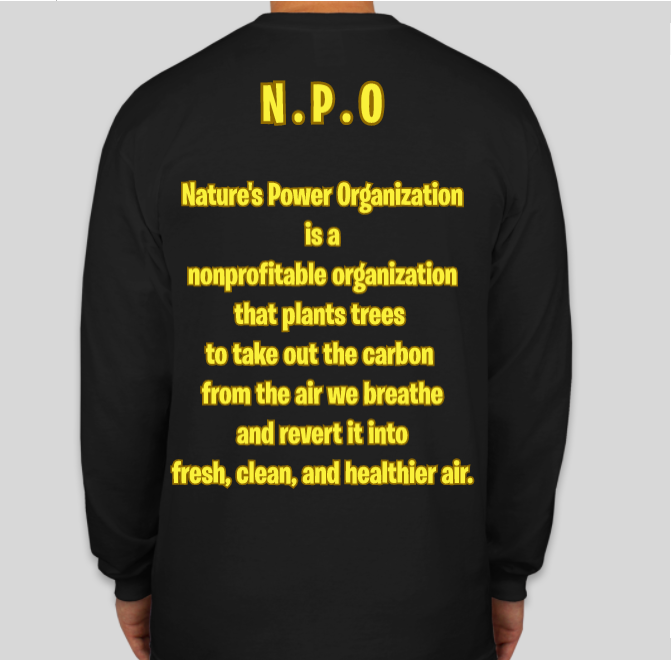 N.P.O
Nature's Power Organization
is a
nonprofitable organization
that plants trees
to take out the carbon
from the air we breathe
and revert it into
fresh, clean, and healthier air.